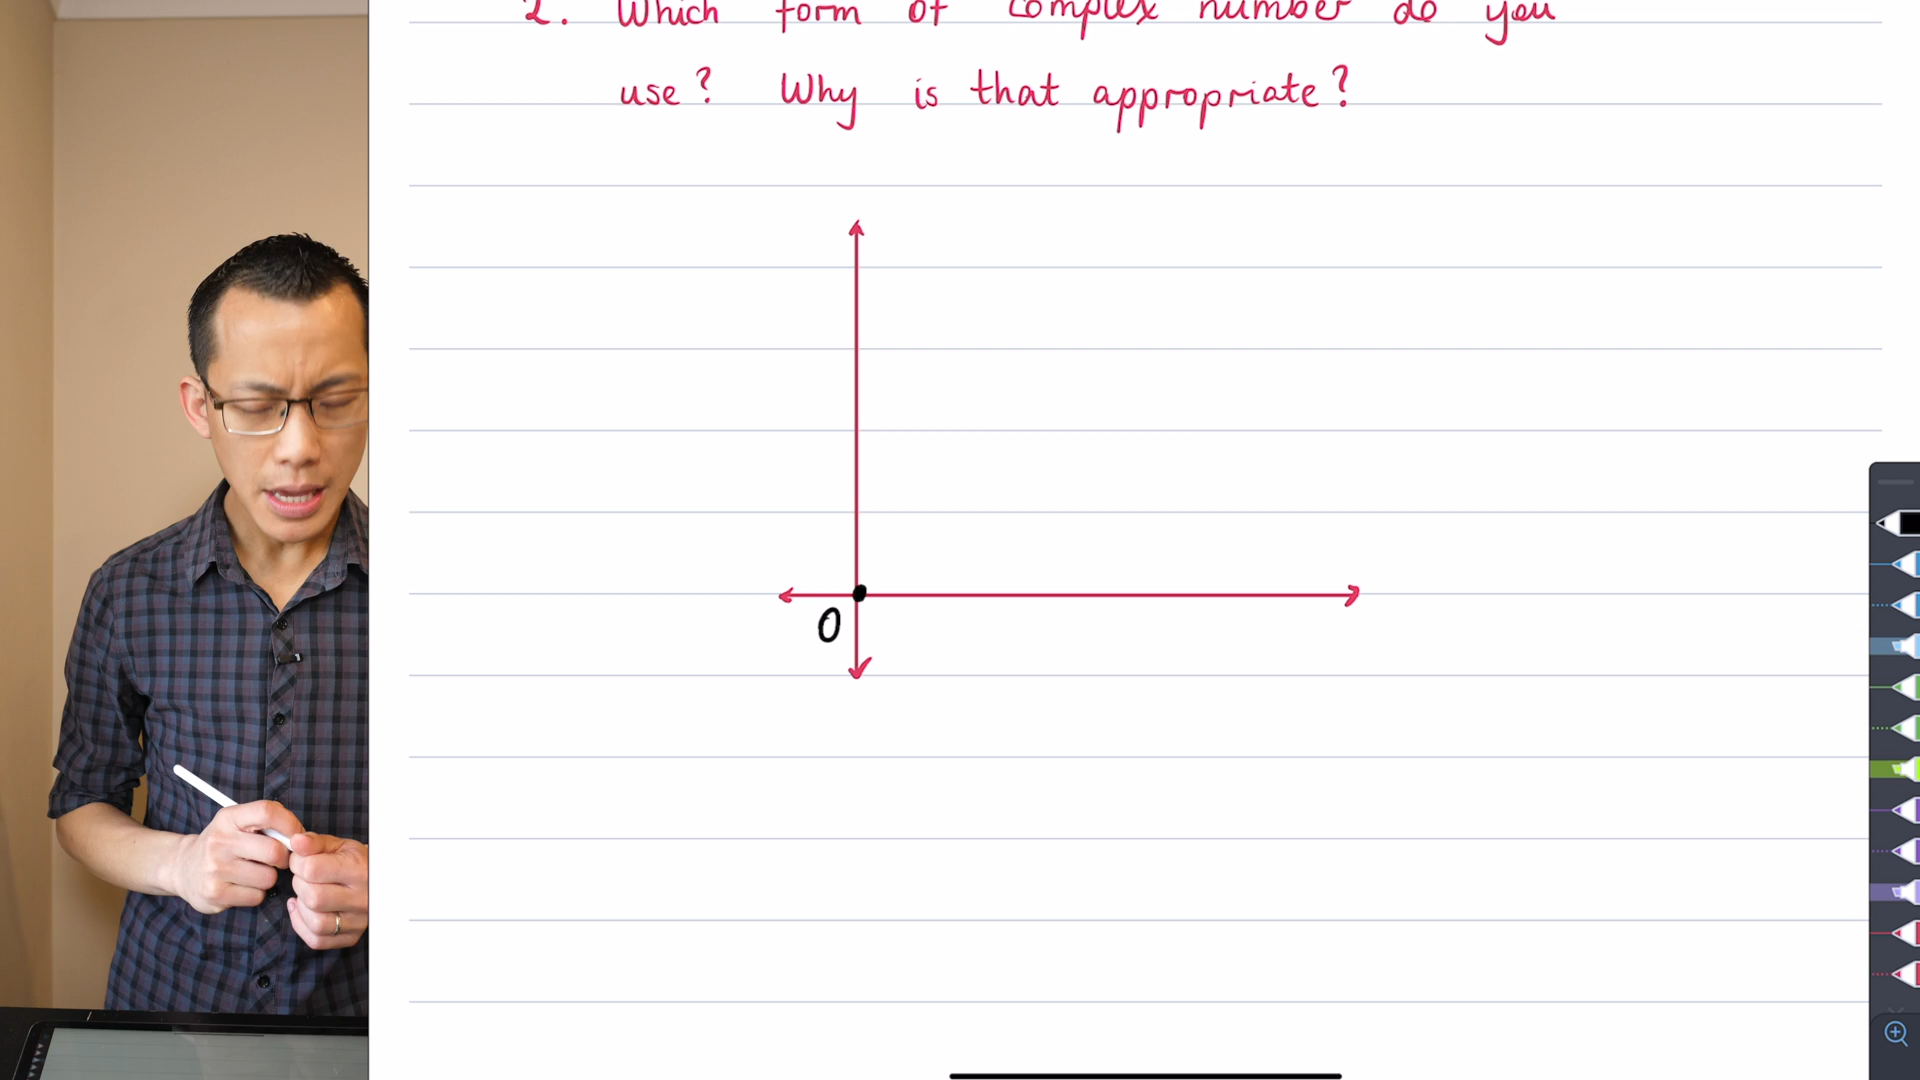 2. Which form of complex number do you
use? Why is that appropriate?
0